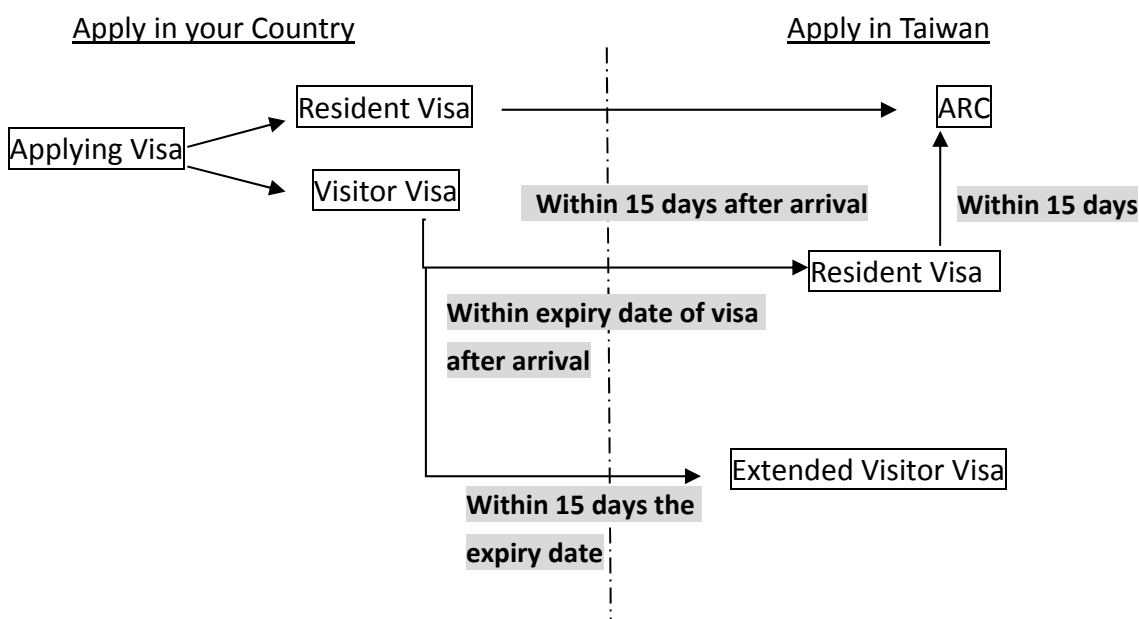 Apply in your Country
Apply in Taiwan
Resident Visa
ARC
Applying Visa
Visitor Visa
Within 15 days after arrival
Within 15 days
Resident Visa
Within expiry date of visa
after arrival
Extended Visitor Visa
Within 15 days the
expiry date